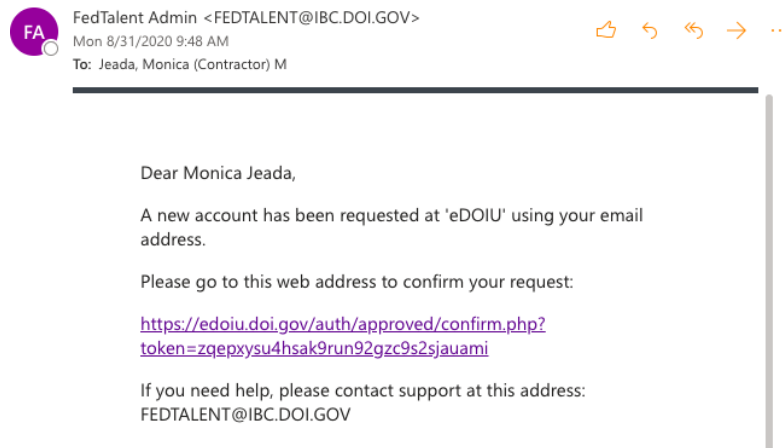 FA
FedTalent Admin <FEDTALENT@IBC.DOI.GOV>
Mon 8/31/2020 9:48 AM
To: Jeada, Monica (Contractor) M
Dear Monica Jeada,
A new account has been requested at 'eDOIU' using your email
address.
Please go to this web address to confirm your request:
https://edoiu.doi.gov/auth/approved/confirm.php?
token=zqepxysu4hsak9run92gzc9s2sjauami
If you need help, please contact support at this address:
FEDTALENT@IBC.DOI.GOV